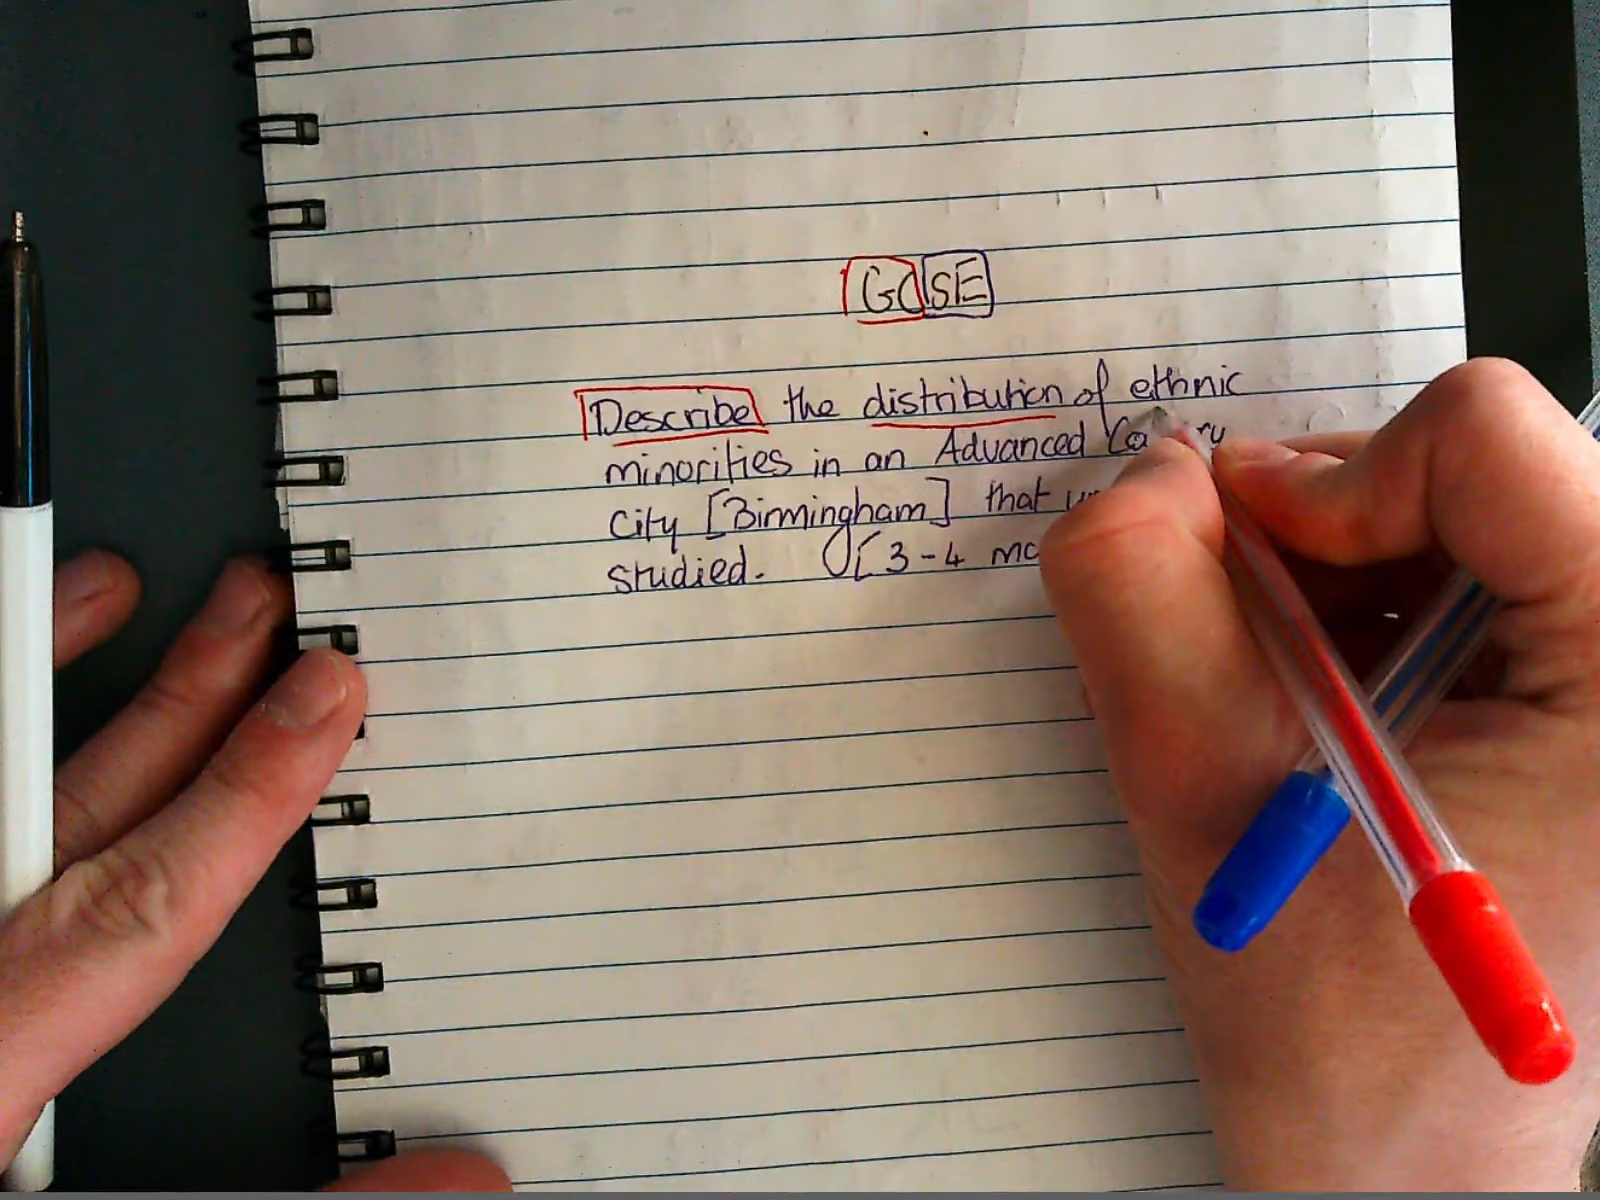 GCSE
Describe the distribution of ethnic
minorities in an Advanced
City [Birmingham] that
studied. [3-4